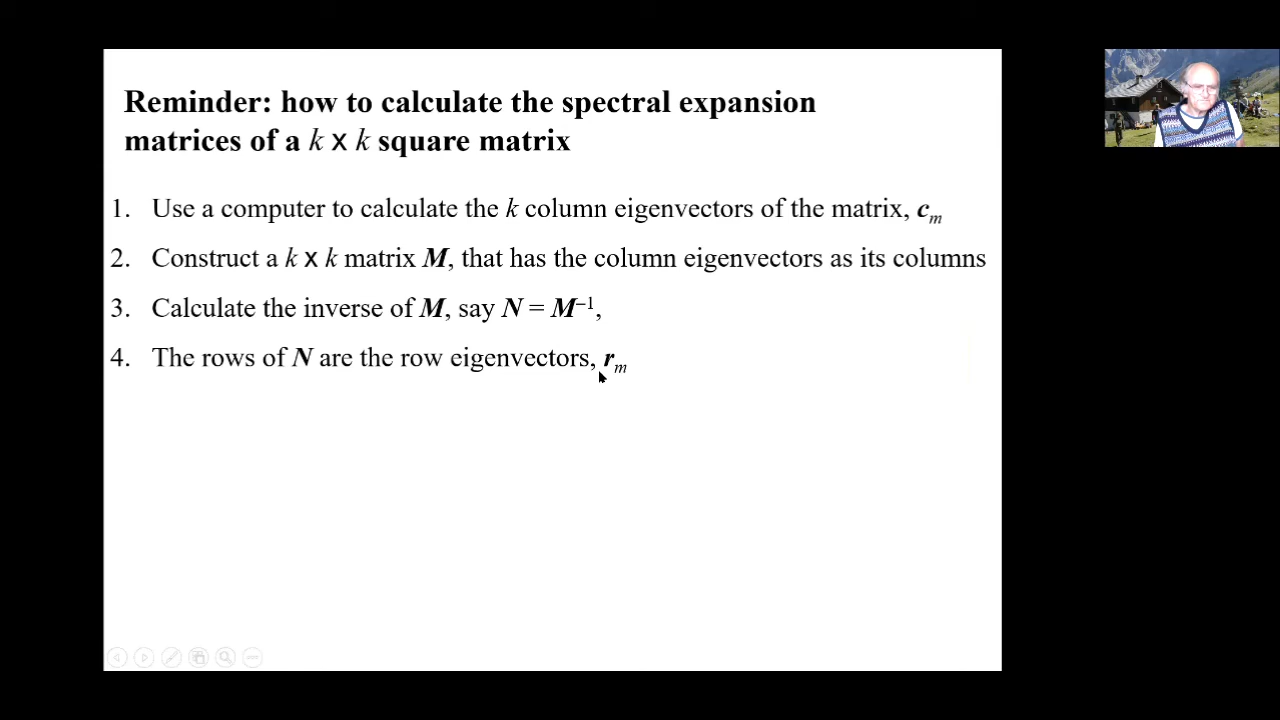 Reminder: how to calculate the spectral expansion
matrices of a k x k square matrix
1. Use a computer to calculate the k column eigenvectors of the matrix, cₘ
2. Construct a k x k matrix M, that has the column eigenvectors as its columns
3. Calculate the inverse of M, say N = M⁻¹,
4. The rows of N are the row eigenvectors, rₘ